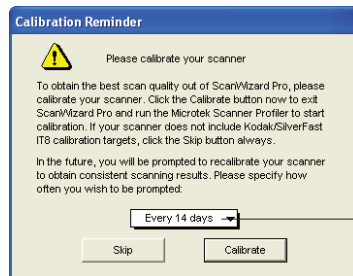 Calibration Reminder
Please calibrate your scanner
To obtain the best scan quality out of ScanWizard Pro, please
calibrate your scanner. Click the Calibrate button now to exit
ScanWizard Pro and run the Microtek Scanner Profiler to start
calibration. If your scanner does not include Kodak/SilverFast
IT8 calibration targets, click the Skip button always.
In the future, you will be prompted to recalibrate your scanner
to obtain consistent scanning results. Please specify how
often you wish to be prompted:
Every 14 days
Skip
Calibrate